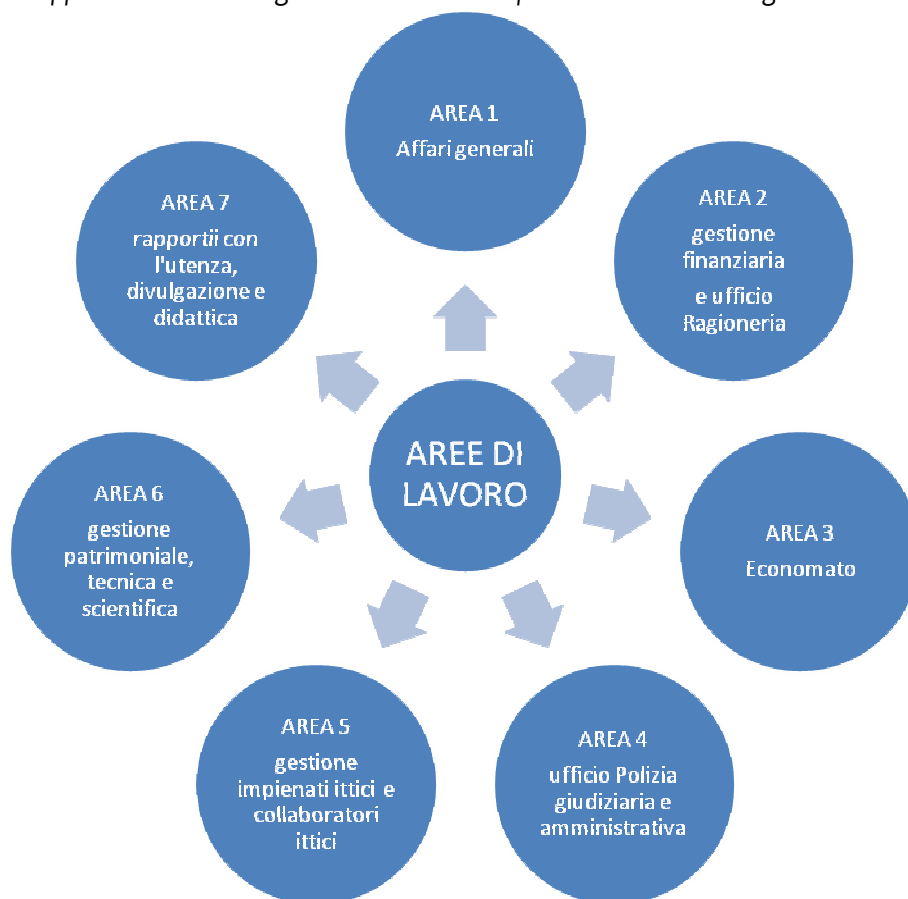 AREA 1
Affari generali
AREA 2
gestione
finanziaria
e ufficio
Ragioneria
AREA 3
Economato
AREA 4
ufficio Polizia
giudiziaria e
amministrativa
AREA 5
gestione
impienati ittici e
collaboratori
ittici
AREA 6
gestione
patrimoniale,
tecnica e
scientifica
AREA 7
rapportii con
l'utenza,
divulgazione e
didattica
AREE DI
LAVORO